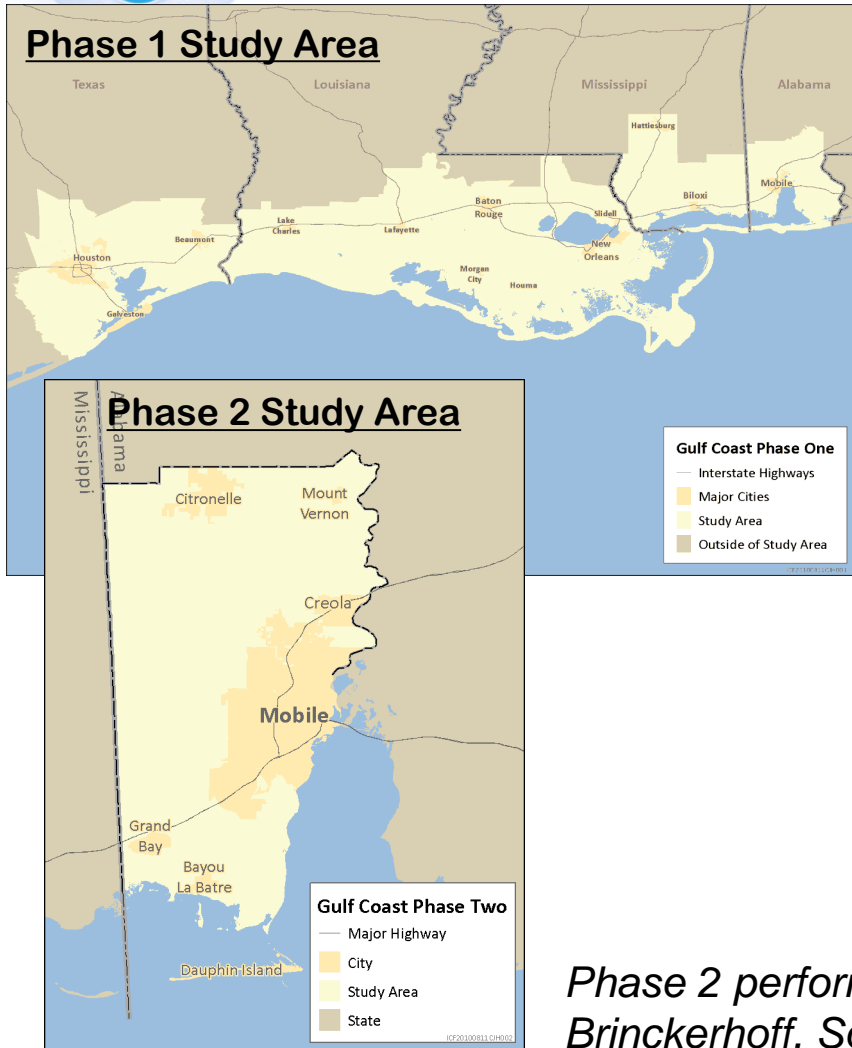 Phase 1 Study Area
Texas
Louisiana
Mississippi
Alabama
Hattiesburg
Mobile
Biloxi
Slidell
Baton
Rouge
New
Orleans
Lake
Charles
Lafayette
Beaumont
Houston
Morgan
City
Houma
Galveston
Gulf Coast Phase One
Interstate Highways
Major Cities
Study Area
Outside of Study Area
Phase 2 Study Area
Mississippi
Alabama
Citronelle
Mount
Vernon
Creola
Mobile
Grand
Bay
Bayou
La Batre
Dauphin Island
Gulf Coast Phase Two
Major Highway
City
Study Area
State
ICF20100811CJH002
Phase 2 perfor
Brinckerhoff, So